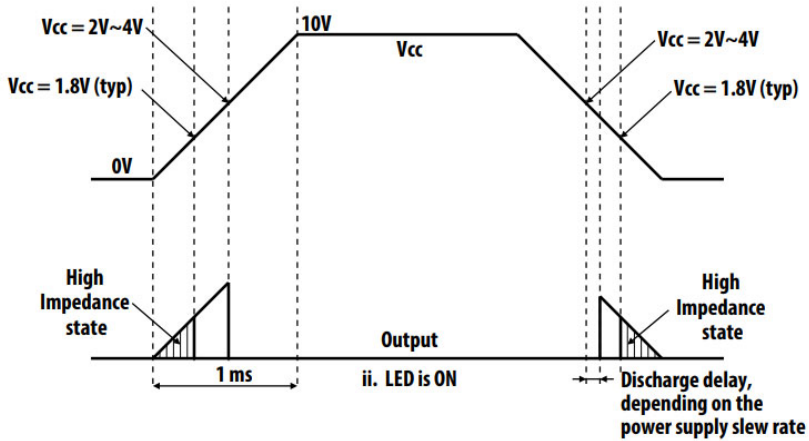 Vcc = 2V~4V
10V
Vcc
Vcc = 2V~4V
Vcc = 1.8V (typ)
Vcc = 1.8V (typ)
0V
High
Impedance
state
High
Impedance
state
Output
1 ms
ii. LED is ON
Discharge delay,
depending on the
power supply slew rate